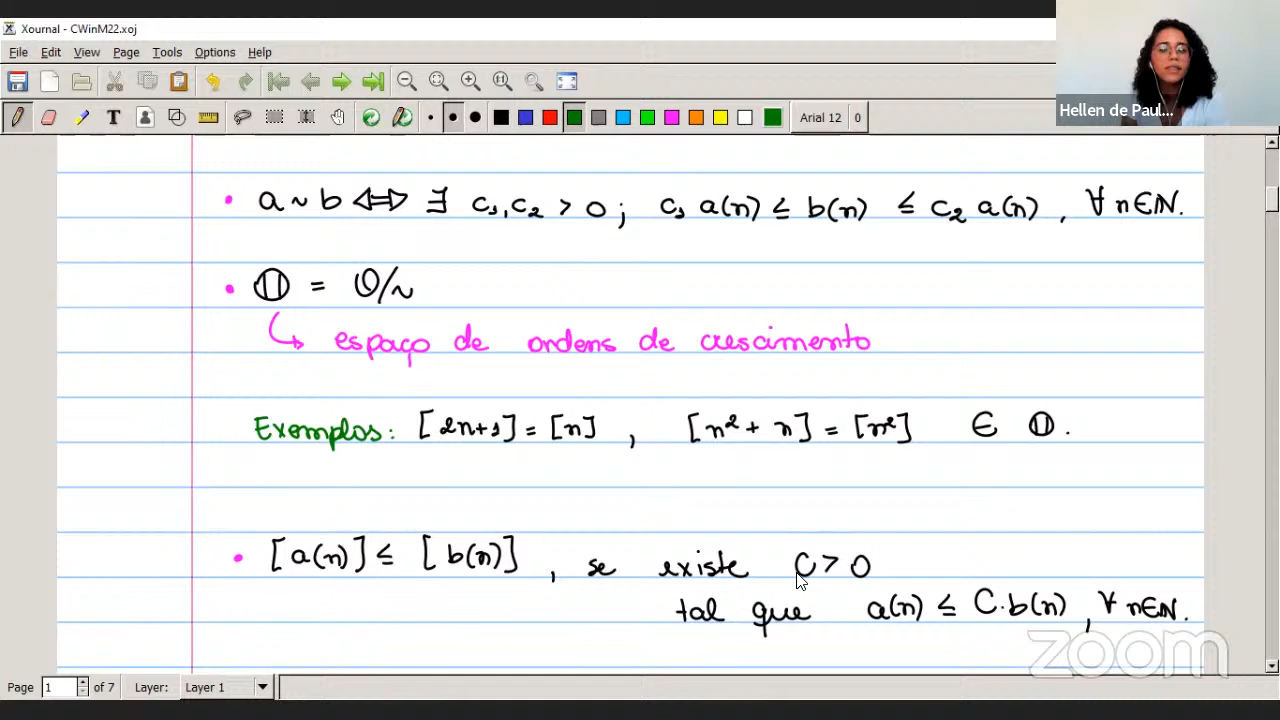 Xournal - CWinM22.xoj
File Edit View Page Tools Options Help
Arial 12 0
Hellen de Paul...
• a ~ b ⟺ ∃ c₁, c₂ > 0 ; c₁ a(n) ≤ b(n) ≤ c₂ a(n) , ∀ n∈ℕ.
• 𝕆 = 𝒪/~
↳ espaço de ordens de crescimento
Exemplos: [2n+1] = [n] , [n² + n] = [n²] ∈ 𝕆 .
• [a(n)] ≤ [b(n)] , se existe C > 0
tal que a(n) ≤ C·b(n) , ∀ n∈ℕ.
zoom
Page 1 of 7 Layer: Layer 1